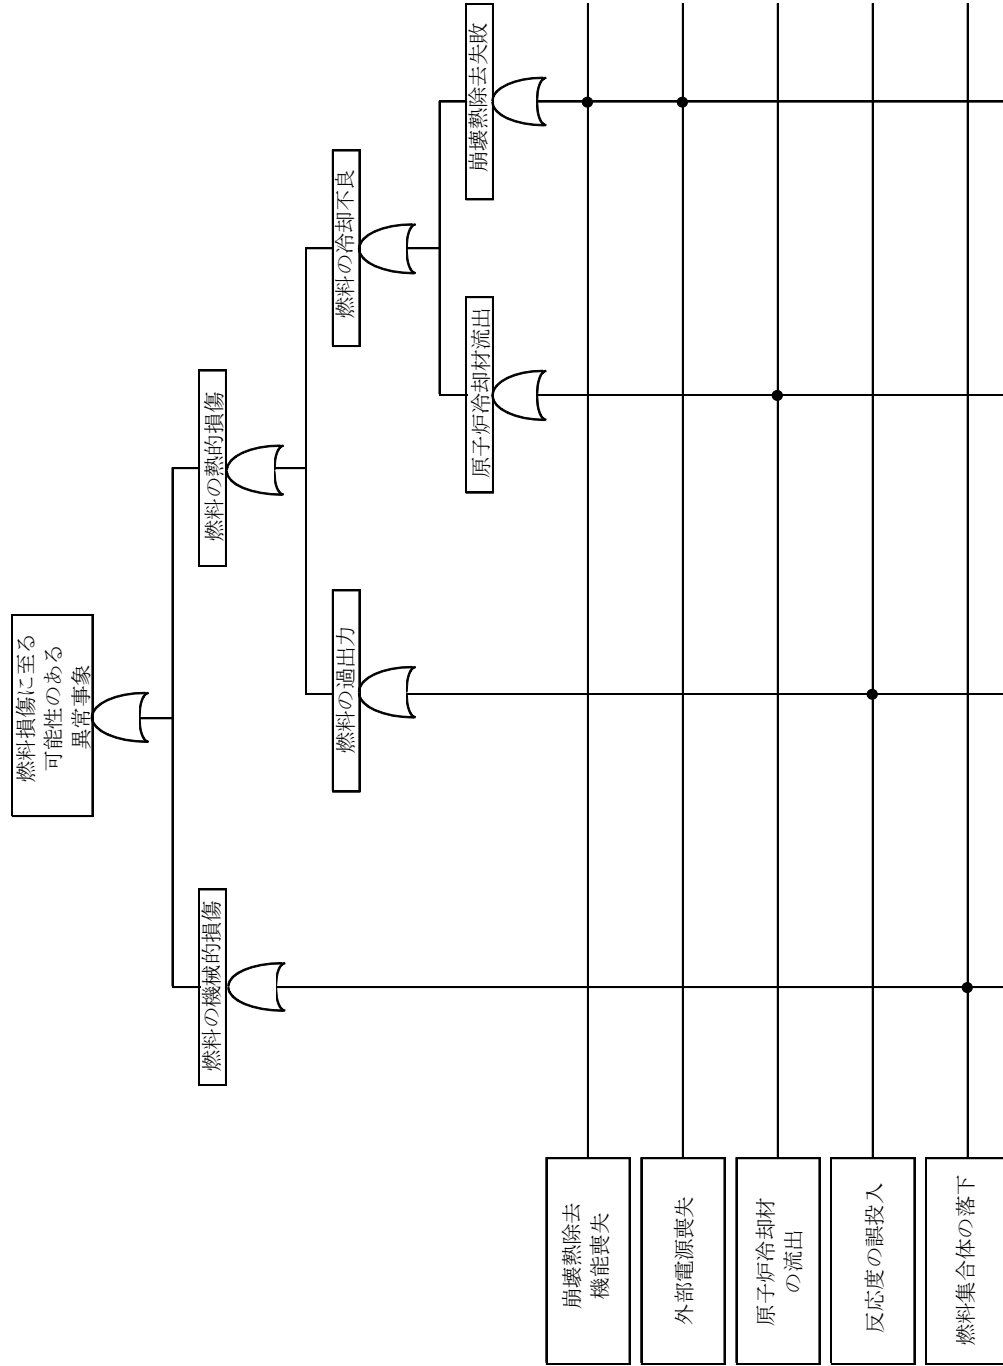 燃料損傷に至る
可能性のある
異常事象
燃料の機械的損傷
燃料の熱的損傷
燃料の過出力
燃料の冷却不良
原子炉冷却材流出
崩壊熱除去失敗
崩壊熱除去
機能喪失
外部電源喪失
原子炉冷却材
の流出
反応度の誤投入
燃料集合体の落下